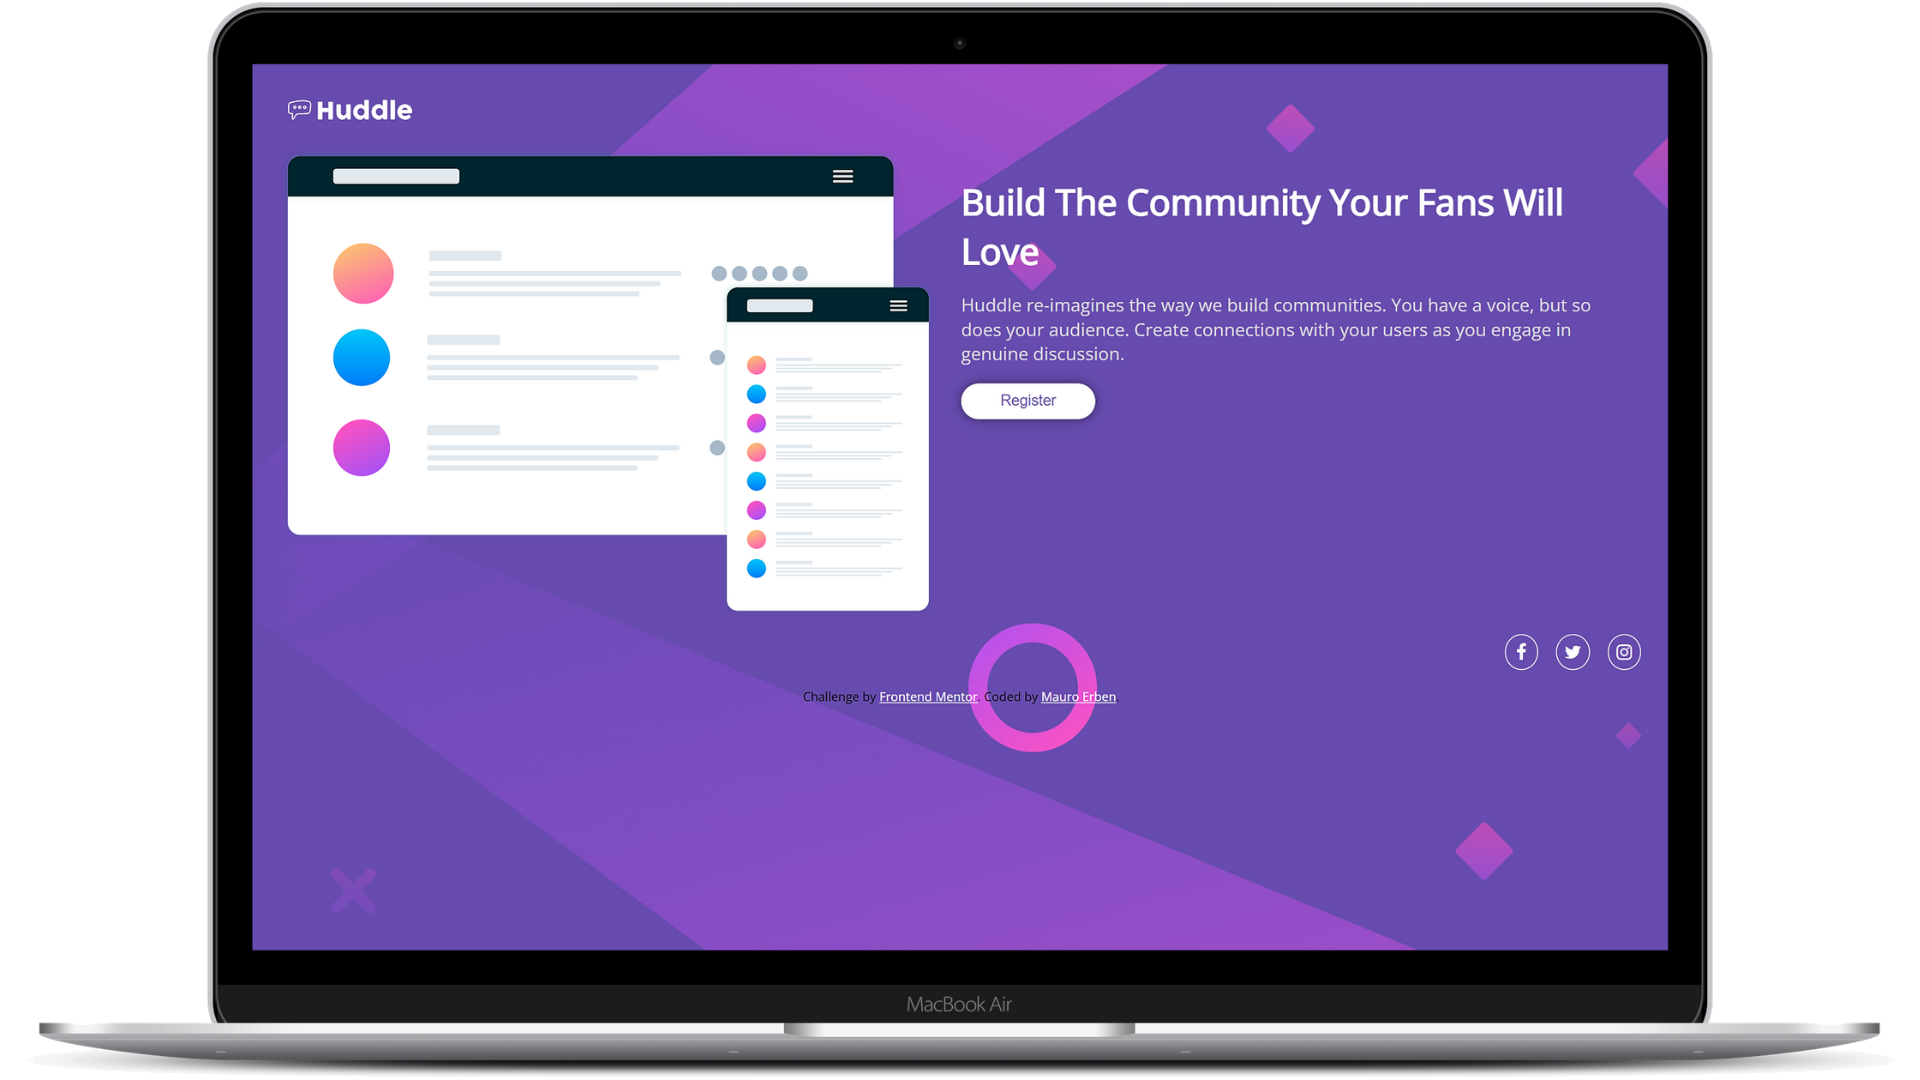 Huddle
Build The Community Your Fans Will
Love
Huddle re-imagines the way we build communities. You have a voice, but so
does your audience. Create connections with your users as you engage in
genuine discussion.
Register
Challenge by Frontend Mentor. Coded by Mauro Erben
MacBook Air